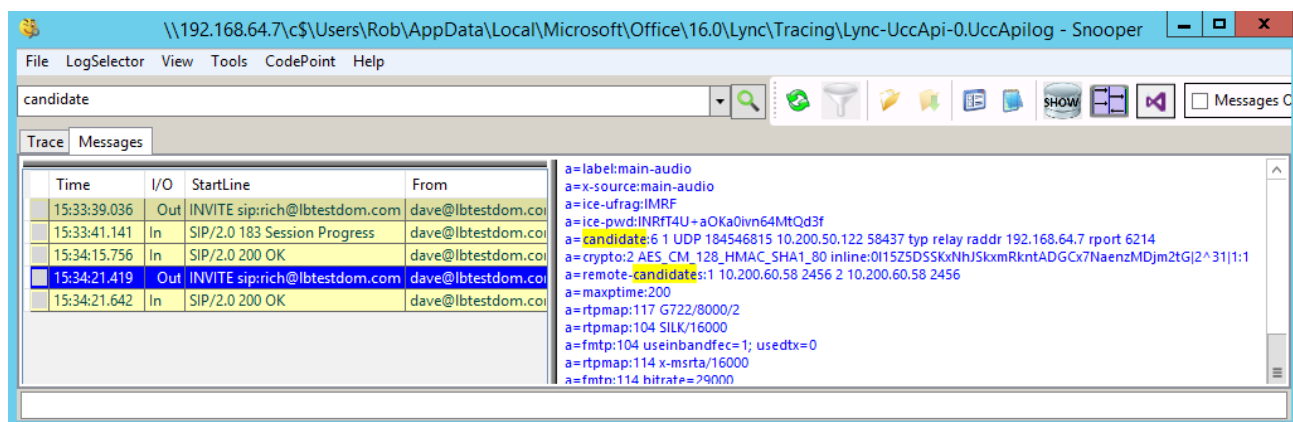 \\192.168.64.7\c$\Users\Rob\AppData\Local\Microsoft\Office\16.0\Lync\Tracing\Lync-UccApi-0.UccApilog - Snooper
File LogSelector View Tools CodePoint Help
candidate
SHOW
Messages O
Trace Messages
Time I/O StartLine From
15:33:39.036 Out INVITE sip:rich@lbtestdom.com dave@lbtestdom.co
15:33:41.141 In SIP/2.0 183 Session Progress dave@lbtestdom.co
15:34:15.756 In SIP/2.0 200 OK dave@lbtestdom.co
15:34:21.419 Out INVITE sip:rich@lbtestdom.com dave@lbtestdom.co
15:34:21.642 In SIP/2.0 200 OK dave@lbtestdom.co
a=label:main-audio
a=x-source:main-audio
a=ice-ufrag:IMRF
a=ice-pwd:INRfT4U+aOKa0ivn64MtQd3f
a=candidate:6 1 UDP 184546815 10.200.50.122 58437 typ relay raddr 192.168.64.7 rport 6214
a=crypto:2 AES_CM_128_HMAC_SHA1_80 inline:0I15Z5DSSKxNhJSkxmRkntADGCx7NaenzMDjm2tG|2^31|1:1
a=remote-candidates:1 10.200.60.58 2456 2 10.200.60.58 2456
a=maxptime:200
a=rtpmap:117 G722/8000/2
a=rtpmap:104 SILK/16000
a=fmtp:104 useinbandfec=1; usedtx=0
a=rtpmap:114 x-msrta/16000
a=fmtp:114 bitrate=29000